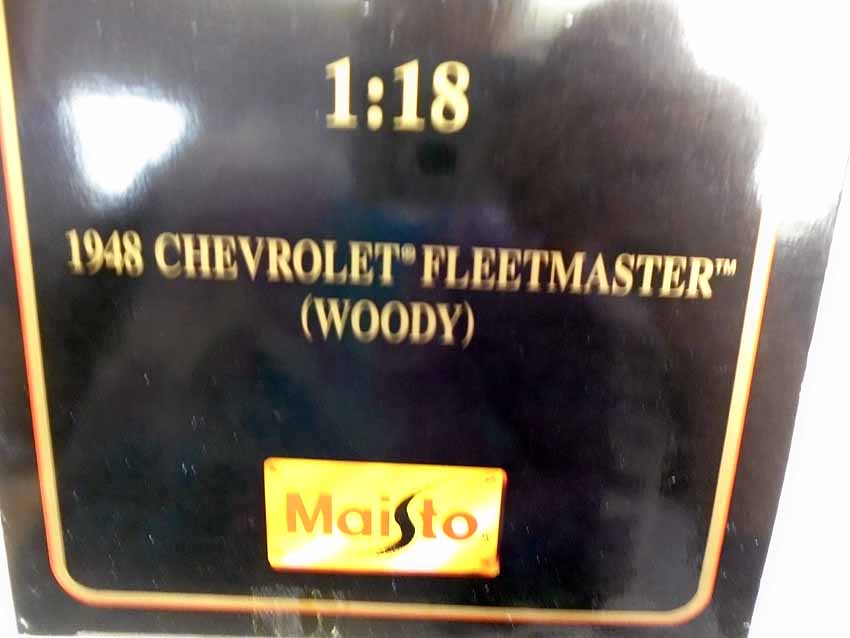 1:18
1948 CHEVROLET® FLEETMASTER™
(WOODY)
Maisto